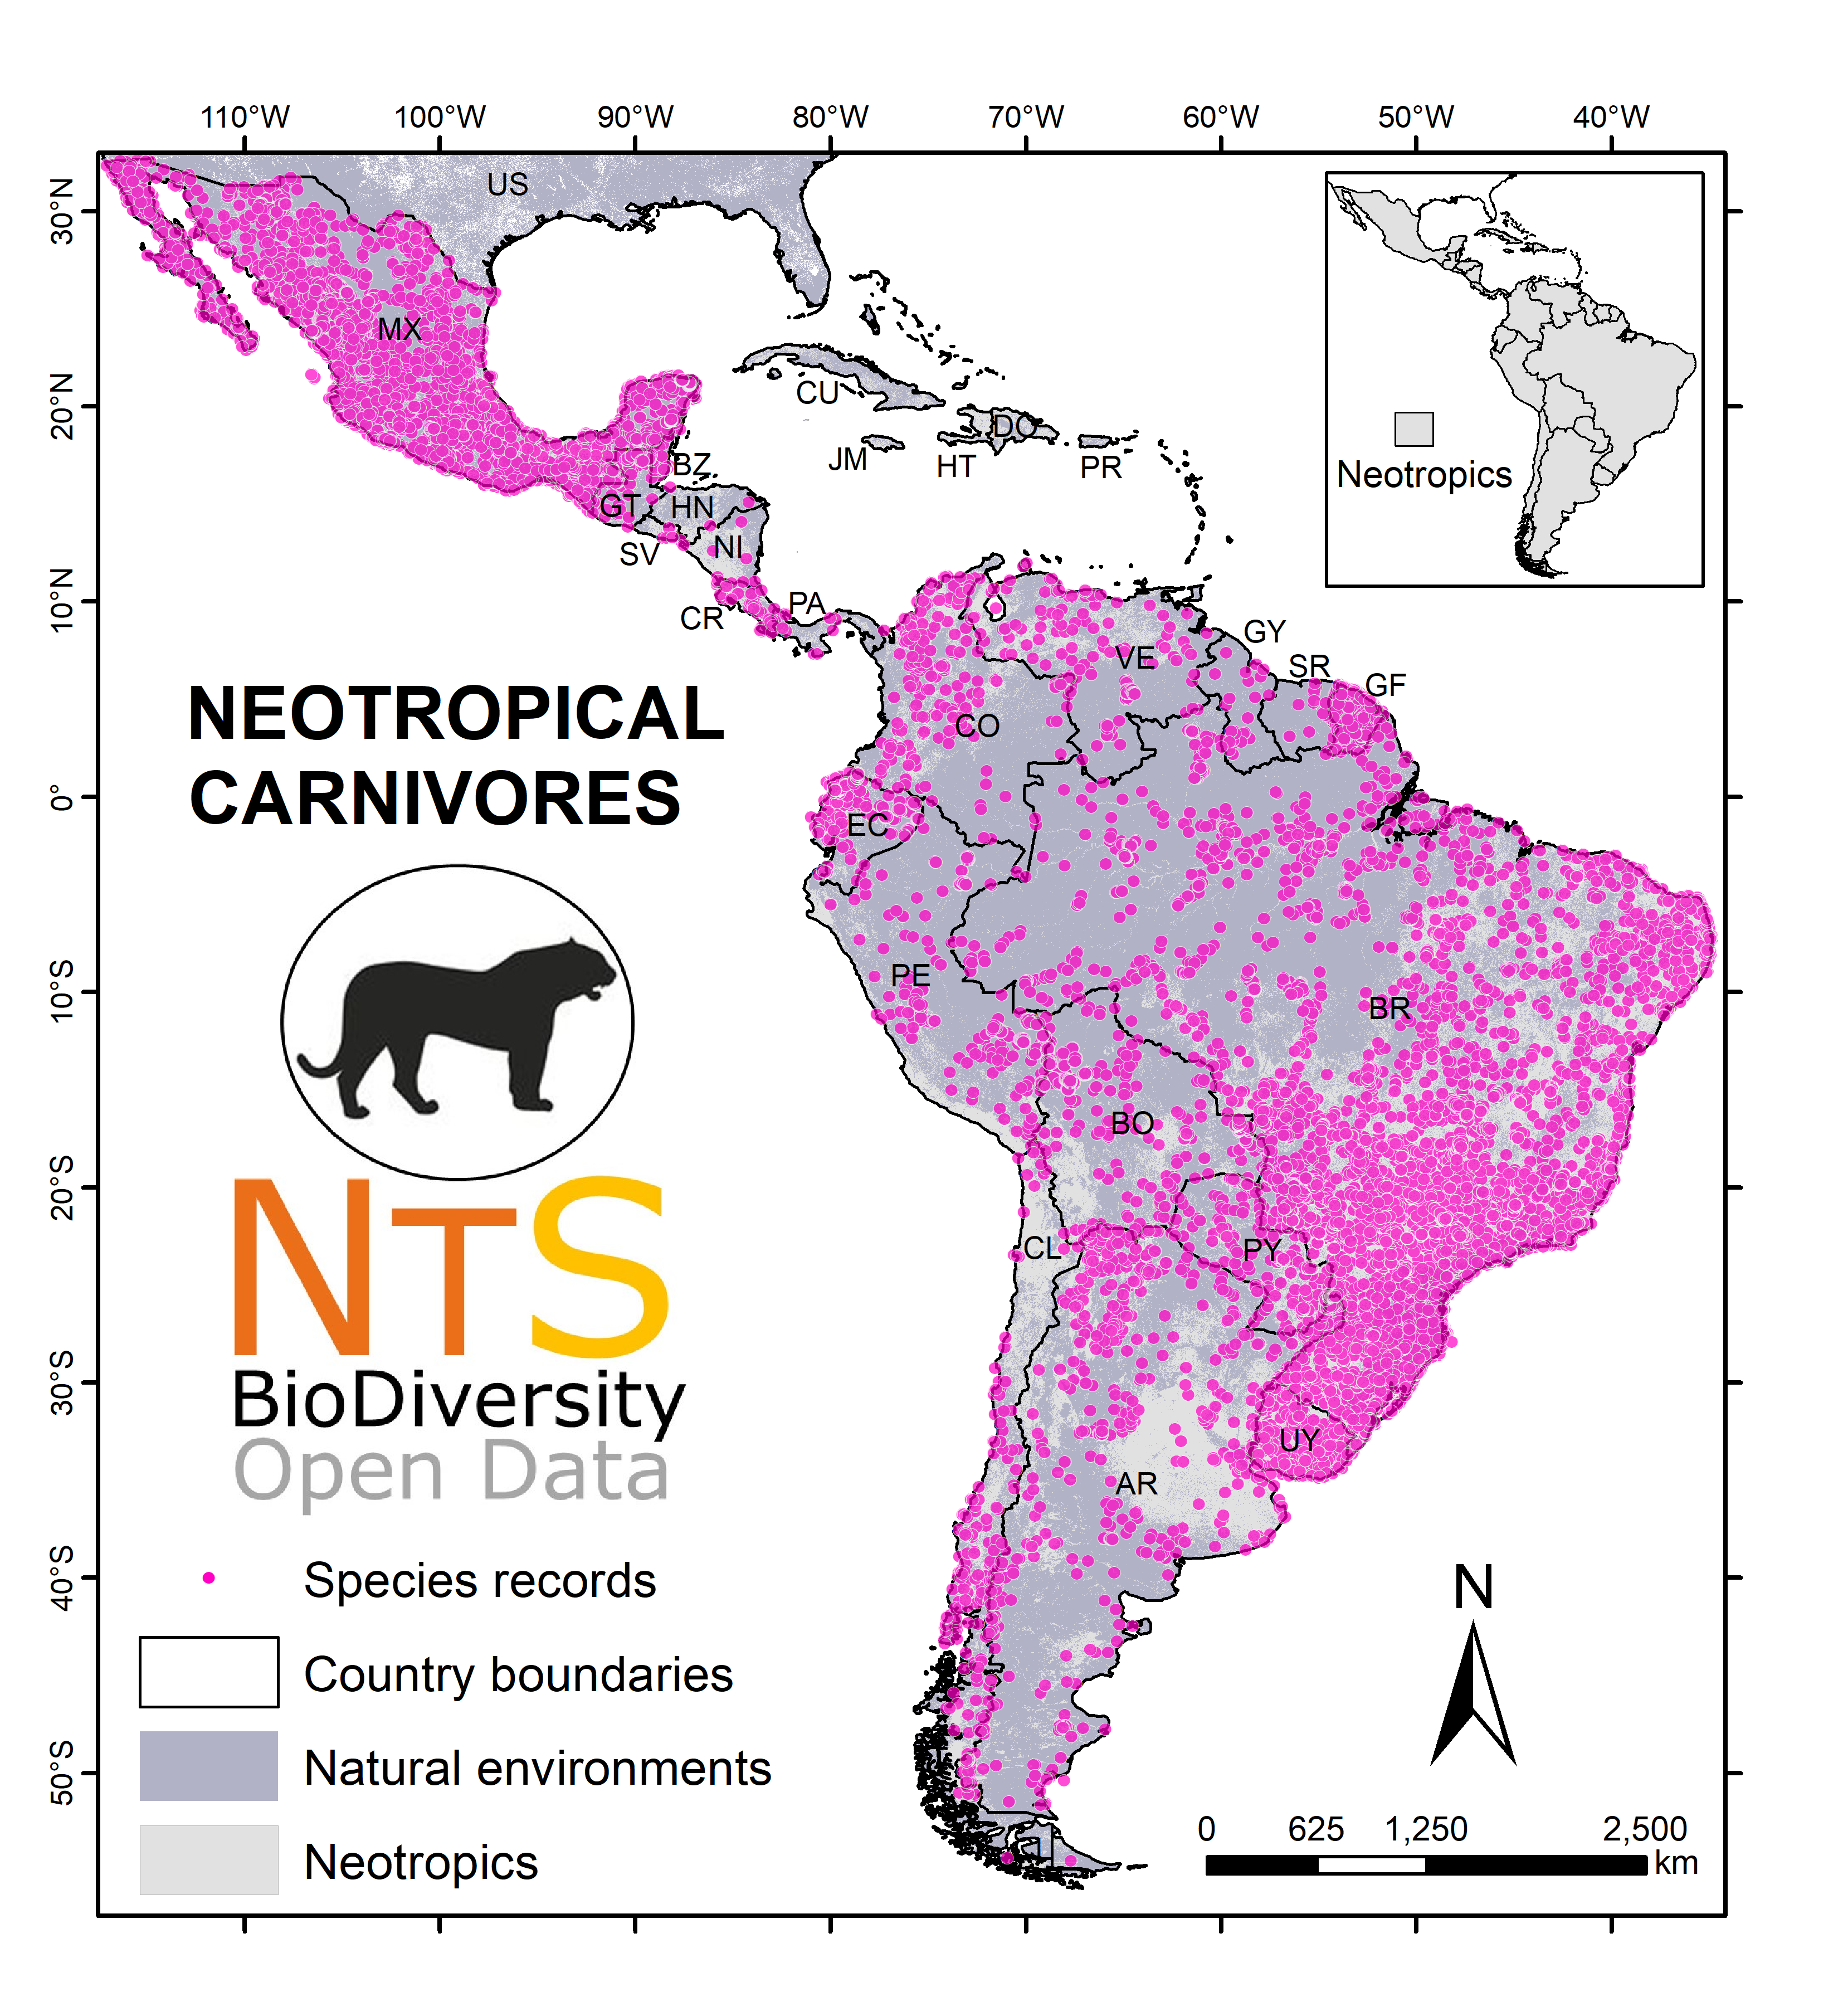 110°W 100°W 90°W 80°W 70°W 60°W 50°W 40°W
30°N
20°N
10°N
0°
10°S
20°S
30°S
40°S
50°S
US
MX
CU
DO
JM
HT
PR
BZ
GT
HN
SV
NI
CR
PA
VE
GY
SR
GF
CO
EC
PE
BR
BO
CL
PY
UY
AR
Neotropics
NEOTROPICAL
CARNIVORES
NTS
BioDiversity
Open Data
Species records
Country boundaries
Natural environments
Neotropics
N
0 625 1,250 2,500
km